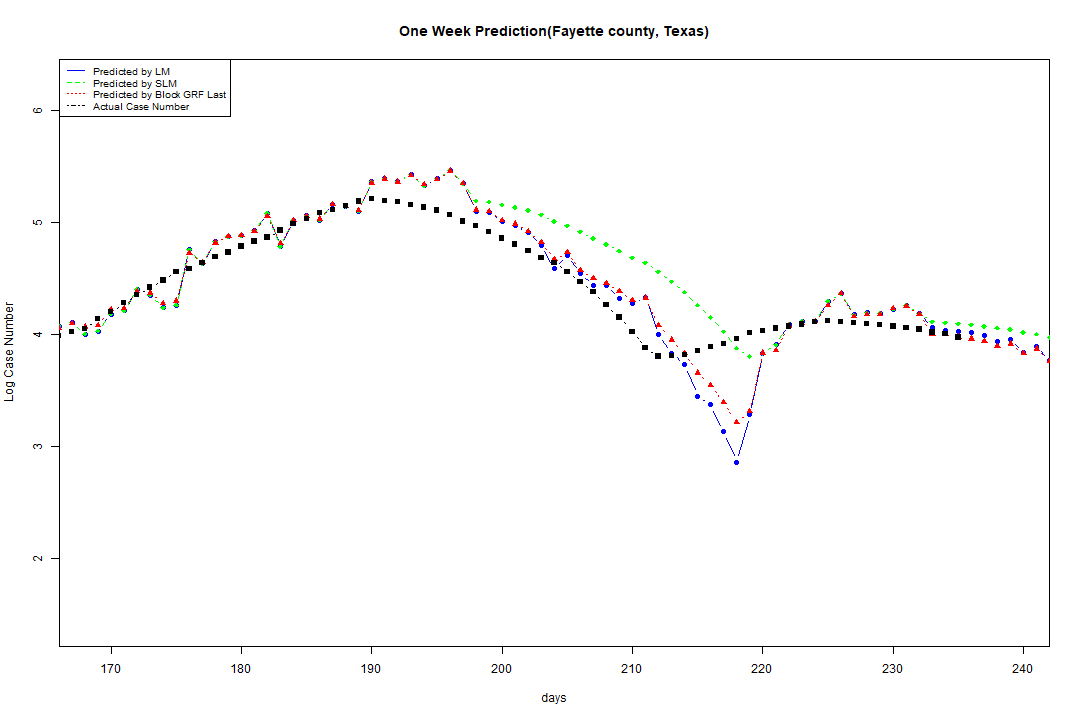 One Week Prediction(Fayette county, Texas)
Predicted by LM
Predicted by SLM
Predicted by Block GRF Last
Actual Case Number
6
5
4
3
2
Log Case Number
170 180 190 200 210 220 230 240
days